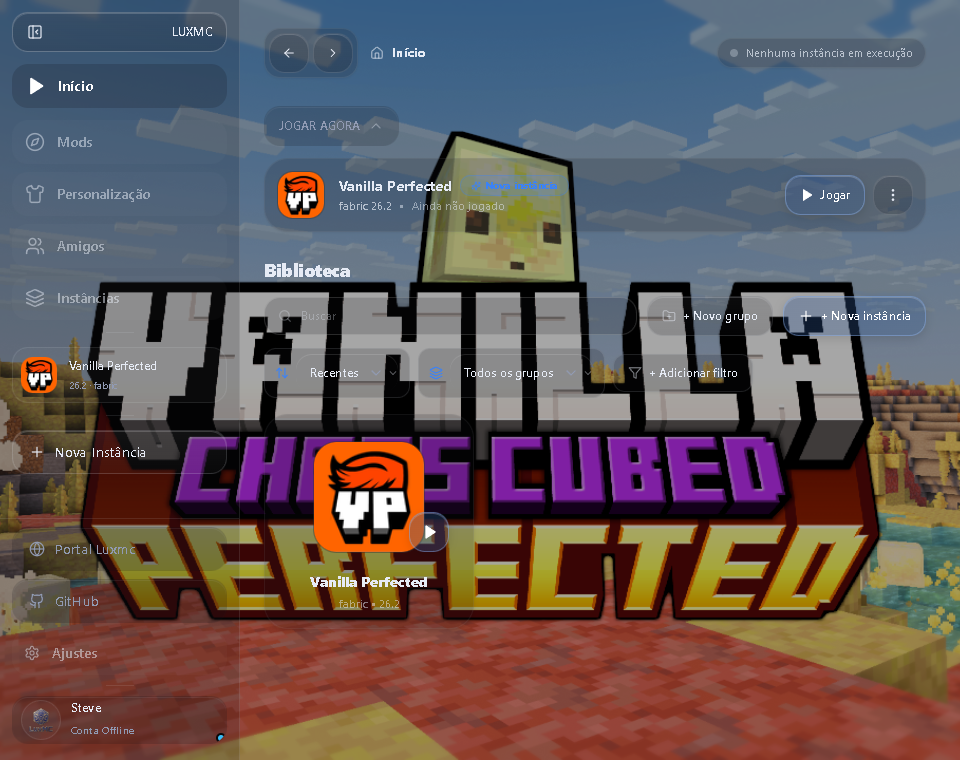 LUXMC
Início
Mods
Personalização
Amigos
Instâncias
Vanilla Perfected
26.2 · fabric
Nova Instância
Portal Luxmc
GitHub
Ajustes
Steve
Conta Offline
Início
Nenhuma instância em execução
JOGAR AGORA
VP
Vanilla Perfected
Nova instância
fabric 26.2 • Ainda não jogado
Jogar
Biblioteca
Buscar
+ Novo grupo
+ Nova instância
Recentes
Todos os grupos
+ Adicionar filtro
VP
Vanilla Perfected
fabric • 26.2
VANILLA
CHAOS CUBED
PERFECTED